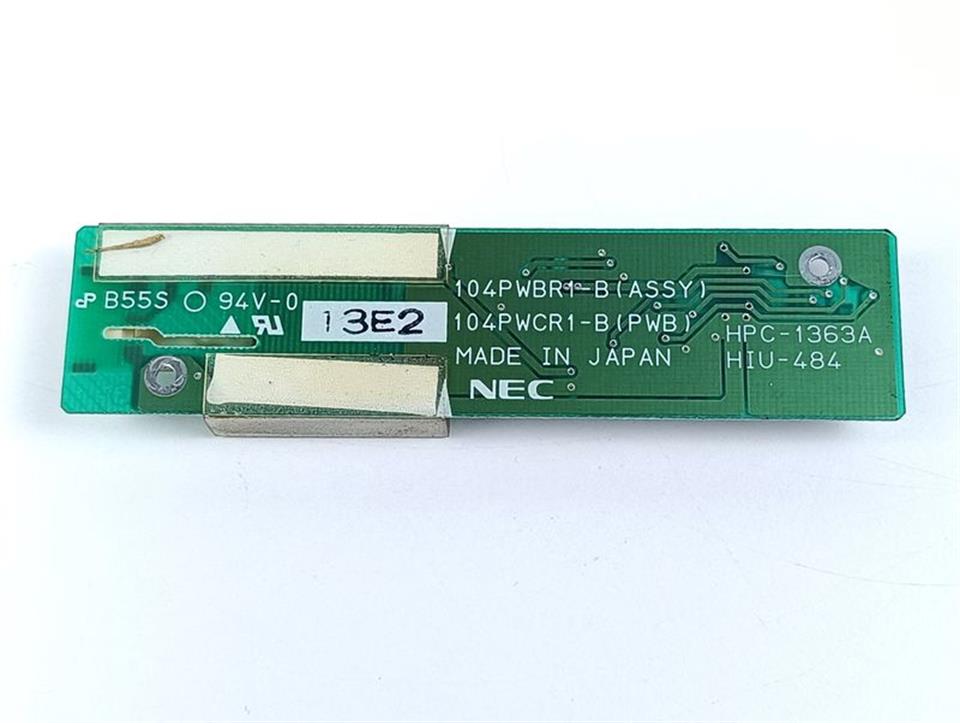 B55S 94V-0
13E2
104PWBR1-B(ASSY)
104PWCR1-B(PWB)
MADE IN JAPAN
NEC
HPC-1363A
HIU-484